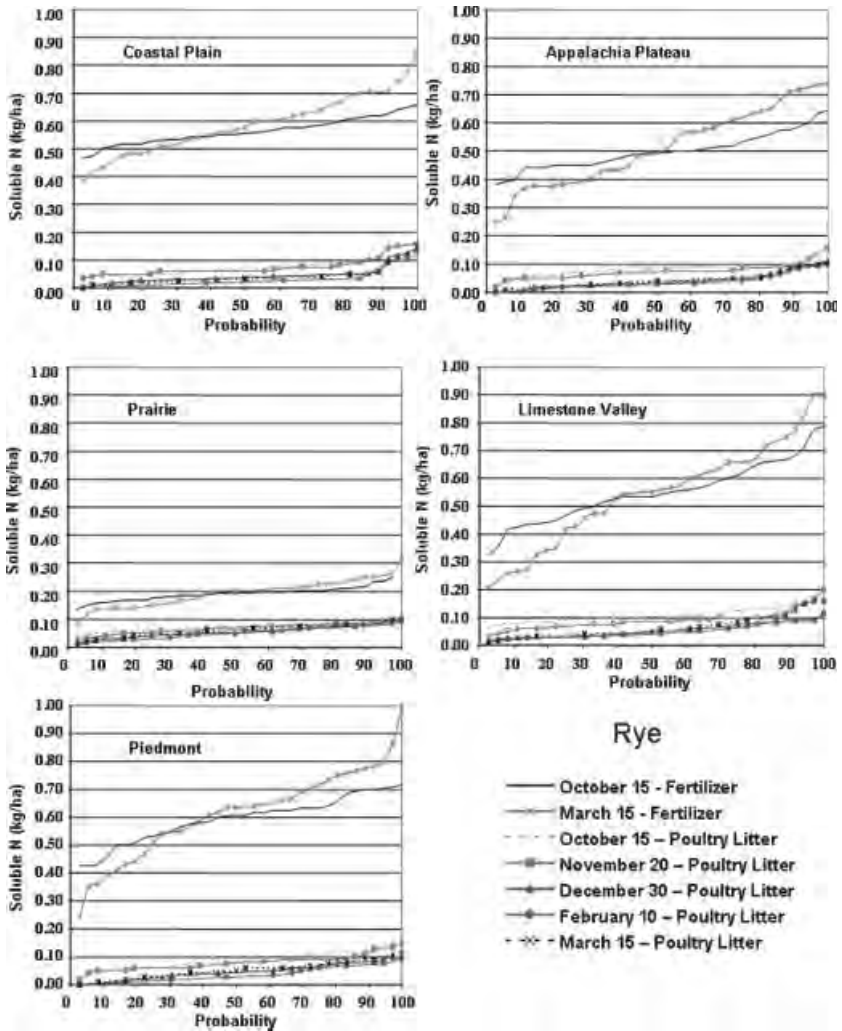 Coastal Plain
Soluble N (kg/ha)
1.00
0.90
0.80
0.70
0.60
0.50
0.40
0.30
0.20
0.10
0.00
0 10 20 30 40 50 60 70 80 90 100
Probability
Appalachia Plateau
Soluble N (kg/ha)
1.00
0.90
0.80
0.70
0.60
0.50
0.40
0.30
0.20
0.10
0.00
0 10 20 30 40 50 60 70 80 90 100
Probability
Prairie
Soluble N (kg/ha)
1.00
0.90
0.80
0.70
0.60
0.50
0.40
0.30
0.20
0.10
0.00
0 10 20 30 40 50 60 70 80 90 100
Probability
Limestone Valley
Soluble N (kg/ha)
1.00
0.90
0.80
0.70
0.60
0.50
0.40
0.30
0.20
0.10
0.00
0 10 20 30 40 50 60 70 80 90 100
Probability
Piedmont
Soluble N (kg/ha)
1.00
0.90
0.80
0.70
0.60
0.50
0.40
0.30
0.20
0.10
0.00
0 10 20 30 40 50 60 70 80 90 100
Probability
Rye
October 15 - Fertilizer
March 15 - Fertilizer
October 15 – Poultry Litter
November 20 – Poultry Litter
December 30 – Poultry Litter
February 10 – Poultry Litter
March 15 – Poultry Litter